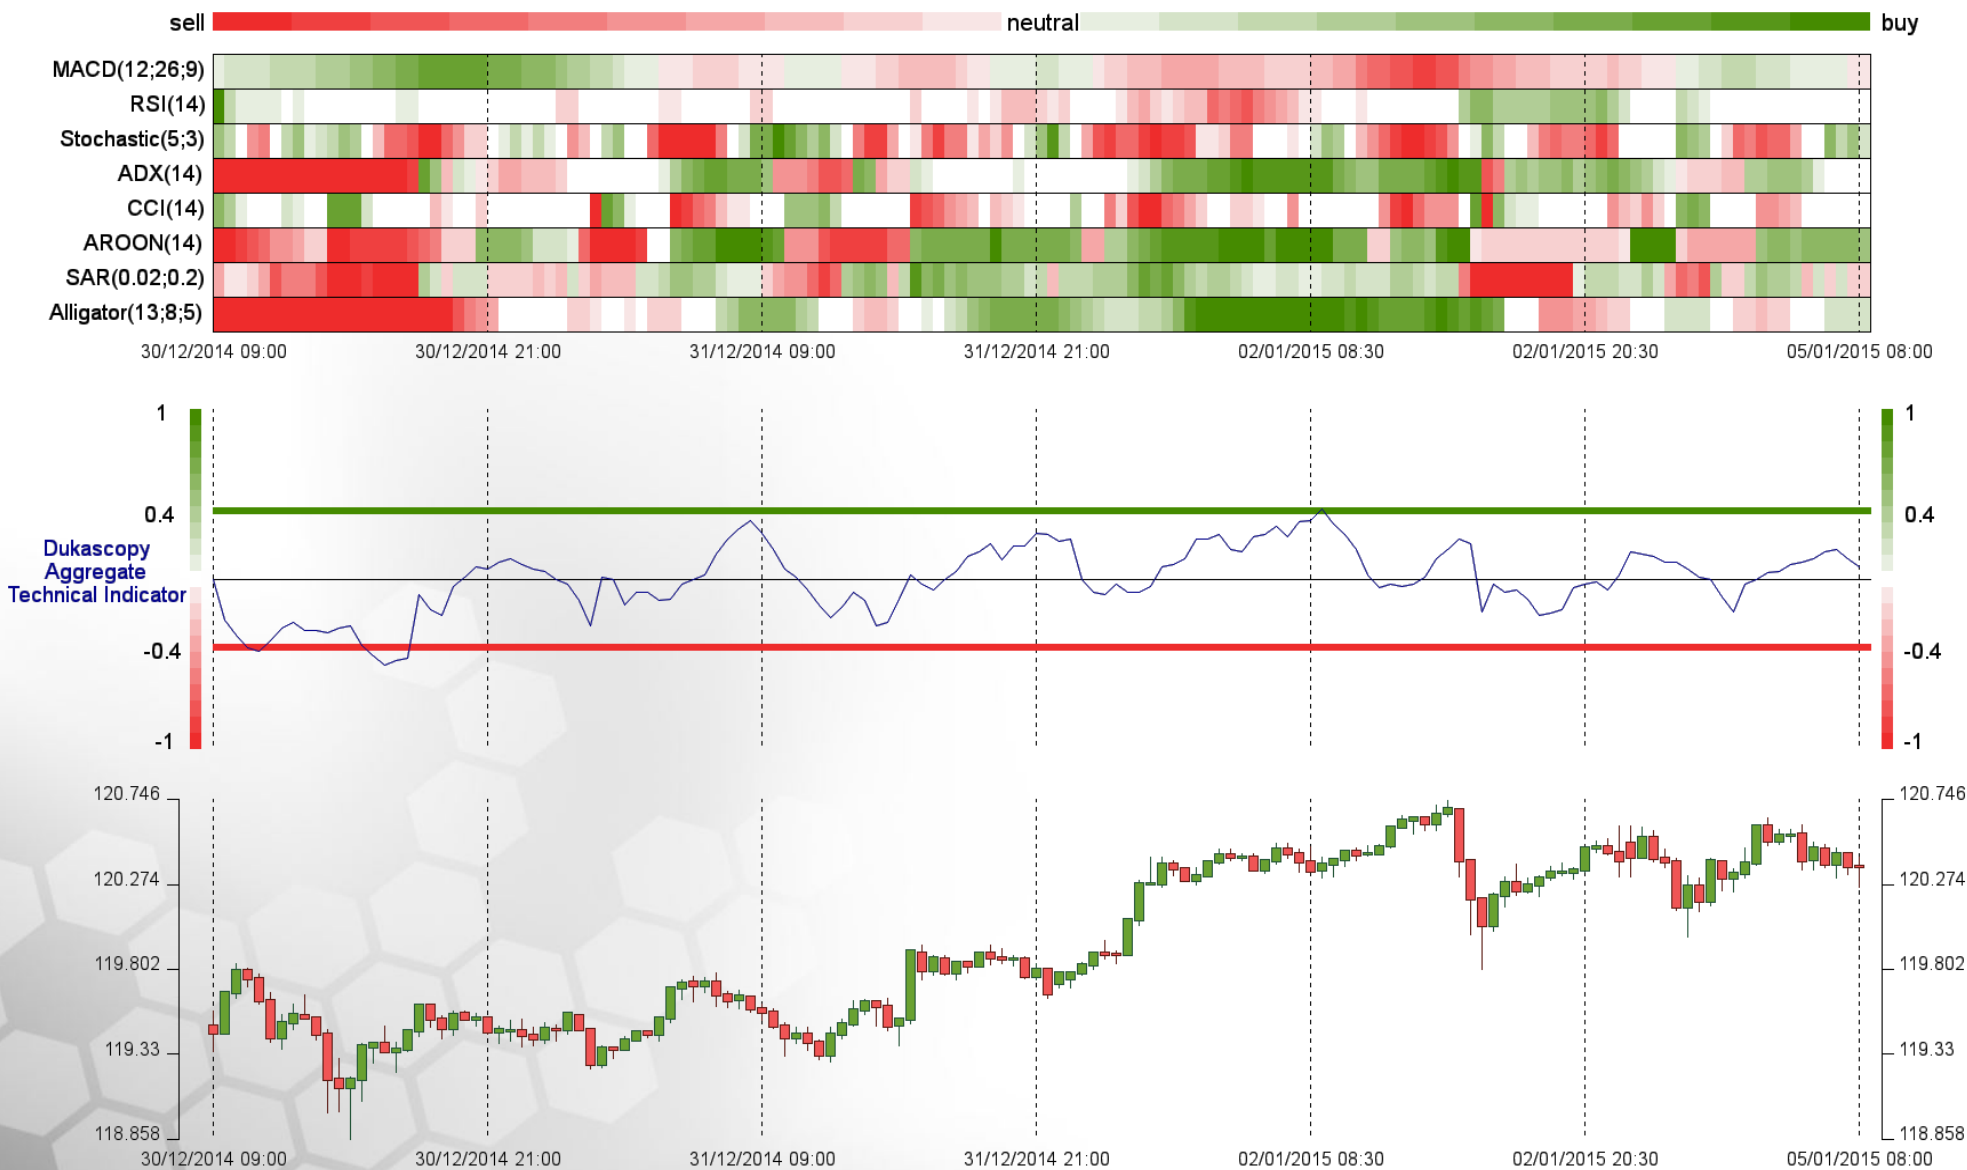 sell neutral buy
MACD(12;26;9)
RSI(14)
Stochastic(5;3)
ADX(14)
CCI(14)
AROON(14)
SAR(0.02;0.2)
Alligator(13;8;5)
30/12/2014 09:00 30/12/2014 21:00 31/12/2014 09:00 31/12/2014 21:00 02/01/2015 08:30 02/01/2015 20:30 05/01/2015 08:00
1 1
0.4 0.4
Dukascopy
Aggregate
Technical Indicator
-0.4 -0.4
-1 -1
120.746 120.746
120.274 120.274
119.802 119.802
119.33 119.33
118.858 118.858
30/12/2014 09:00 30/12/2014 21:00 31/12/2014 09:00 31/12/2014 21:00 02/01/2015 08:30 02/01/2015 20:30 05/01/2015 08:00